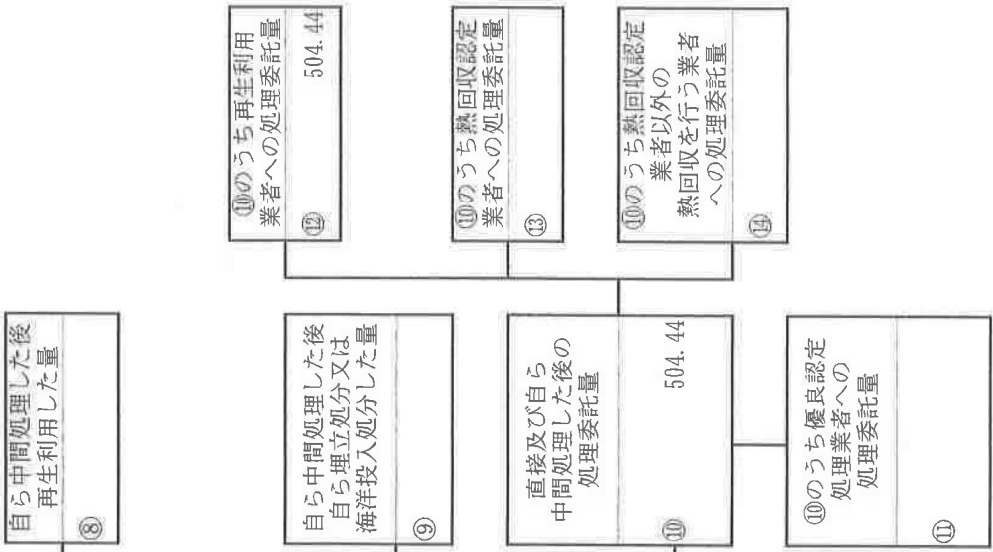 自ら中間処理した後
再生利用した量
⑧
自ら中間処理した後
自ら埋立処分又は
海洋投入処分した量
⑨
直接及び自ら
中間処理した後の
処理委託量
⑩ 504.44
⑩のうち優良認定
処理業者への
処理委託量
⑪
⑩のうち再生利用
業者への処理委託量
⑫ 504.44
⑩のうち熱回収認定
業者への処理委託量
⑬
⑩のうち熱回収認定
業者以外の
熱回収を行う業者
への処理委託量
⑭